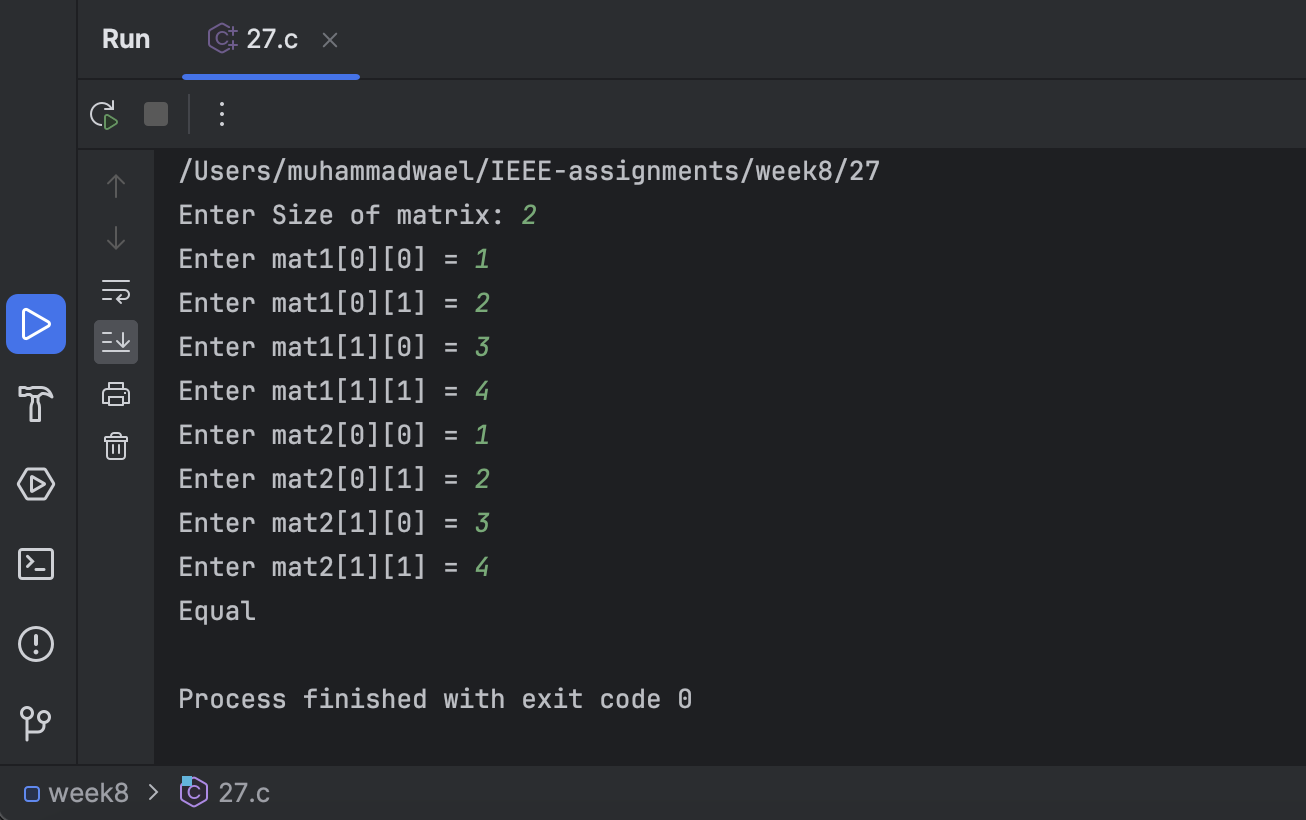 Run 27.c
/Users/muhammadwael/IEEE-assignments/week8/27
Enter Size of matrix: 2
Enter mat1[0][0] = 1
Enter mat1[0][1] = 2
Enter mat1[1][0] = 3
Enter mat1[1][1] = 4
Enter mat2[0][0] = 1
Enter mat2[0][1] = 2
Enter mat2[1][0] = 3
Enter mat2[1][1] = 4
Equal
Process finished with exit code 0
week8 > 27.c